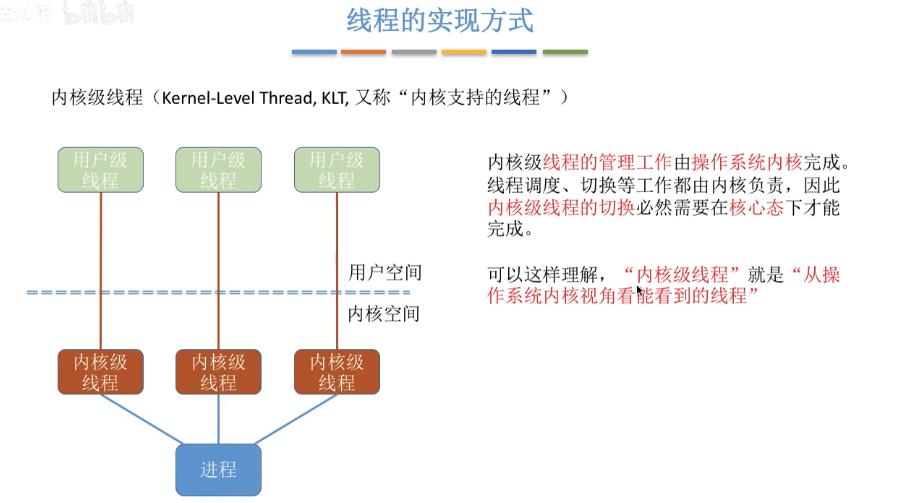 bilibili
线程的实现方式
内核级线程（Kernel-Level Thread, KLT, 又称“内核支持的线程”）
用户级
线程
用户级
线程
用户级
线程
用户空间
内核空间
内核级
线程
内核级
线程
内核级
线程
进程
内核级线程的管理工作由操作系统内核完成。
线程调度、切换等工作都由内核负责，因此
内核级线程的切换必然需要在核心态下才能
完成。
可以这样理解，“内核级线程”就是“从操
作系统内核视角看能看到的线程”